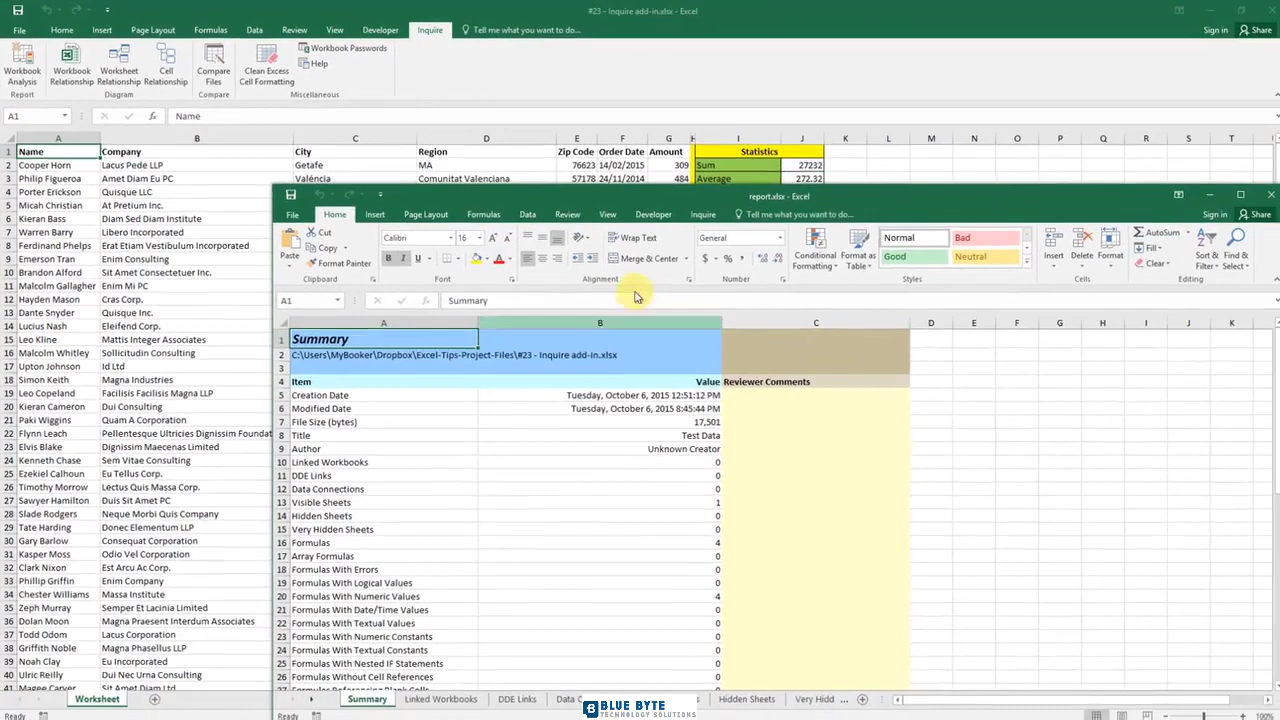 #23 - Inquire add-in.xlsx - Excel
File Home Insert Page Layout Formulas Data Review View Developer Inquire Tell me what you want to do... Sign in Share
Workbook Analysis
Workbook Relationship
Worksheet Relationship
Cell Relationship
Compare Files
Clean Excess Cell Formatting
Workbook Passwords
Help
Report Diagram Compare Miscellaneous
A1 fx Name
A B C D E F G H I J K L M N O P Q R S T
1 Name Company City Region Zip Code Order Date Amount Statistics
2 Cooper Horn Lacus Pede LLP Getafe MA 76623 14/02/2015 309 Sum 27232
3 Philip Figueroa Amet Diam Eu PC Valéncia Comunitat Valenciana 57178 24/11/2014 484 Average 272.32
4 Porter Erickson Quisque LLC
5 Micah Christian At Pretium Inc.
6 Kieran Bass Diam Sed Diam Institute
7 Warren Barry Libero Incorporated
8 Ferdinand Phelps Erat Etiam Vestibulum Incorporated
9 Emerson Tran Gravida Inc.
10 Brandon Alford Sit Amet Consectetuer Inc.
11 Malcolm Gallagher Enim Mi PC
12 Hayden Mason Cras Corp.
13 Dante Snyder Quisque Inc.
14 Lucius Nash Eleifend Corp.
15 Leo Kline Mauris Integer Associates
16 Malcolm Whitley Sollicitudin Consulting
17 Upton Johnson Id Ltd
18 Simon Keith Magna Industries
19 Leo Copeland Facilisis Facilisis Magna LLP
20 Kieran Cameron Dui Consulting
21 Paki Wiggins Quam A Corporation
22 Flynn Leach Pellentesque Ultricies Dignissim Foundat
23 Elvis Blake Dignissim Maecenas Limited
24 Kenneth Chase Sem Vitae Consulting
25 Ezekiel Calhoun Eu Tellus Corp.
26 Timothy Morrow Lectus Quis Massa Corp.
27 Sawyer Hamilton Duis Sit Amet PC
28 Slade Rodgers Neque Morbi Quis Company
29 Tate Harding Donec Elementum LLP
30 Gary Barlow Consequat Corporation
31 Kasper Moss Odio Vel Corporation
32 Clark Nixon Est Arcu Ac Corp.
33 Phillip Griffin Enim Company
34 Chester Williams Massa Institute
35 Zeph Murray Semper Et Lacinia Limited
36 Dolan Moon Magna Praesent Interdum Associates
37 Todd Odom Lacus Corporation
38 Griffith Noble Magna Phasellus LLP
39 Noah Clay Eu Incorporated
40 Ulric Reilly Dui Nec Urna Consulting
41 Magee Carver Sit Amet Diam Ltd
Worksheet
Ready
report.xlsx - Excel
File Home Insert Page Layout Formulas Data Review View Developer Inquire Tell me what you want to do... Sign in Share
Paste Cut
Copy
Format Painter
Calibri 16
B I U
Wrap Text
Merge & Center
General
$ % ,
Conditional Formatting
Format as Table
Normal Bad
Good Neutral
Insert Delete Format
AutoSum
Fill
Clear
Sort & Filter
Find & Select
Clipboard Font Alignment Number Styles Cells Editing
A1 fx Summary
A B C D E F G H I J K
1 Summary
2 C:\Users\MyBooker\Dropbox\Excel-Tips-Project-Files\#23 - Inquire add-in.xlsx
3
4 Item Value Reviewer Comments
5 Creation Date Tuesday, October 6, 2015 12:51:12 PM
6 Modified Date Tuesday, October 6, 2015 8:45:44 PM
7 File Size (bytes) 17,501
8 Title Test Data
9 Author Unknown Creator
10 Linked Workbooks 0
11 DDE Links 0
12 Data Connections 0
13 Visible Sheets 1
14 Hidden Sheets 0
15 Very Hidden Sheets 0
16 Formulas 4
17 Array Formulas 0
18 Formulas With Errors 0
19 Formulas With Logical Values 0
20 Formulas With Numeric Values 4
21 Formulas With Date/Time Values 0
22 Formulas With Textual Values 0
23 Formulas With Numeric Constants 0
24 Formulas With Textual Constants 0
25 Formulas With Nested IF Statements 0
26 Formulas Without Cell References 0
Summary Linked Workbooks DDE Links Data Hidden Sheets Very Hidd ...
Ready 100%
BLUE BYTE
TECHNOLOGY SOLUTIONS